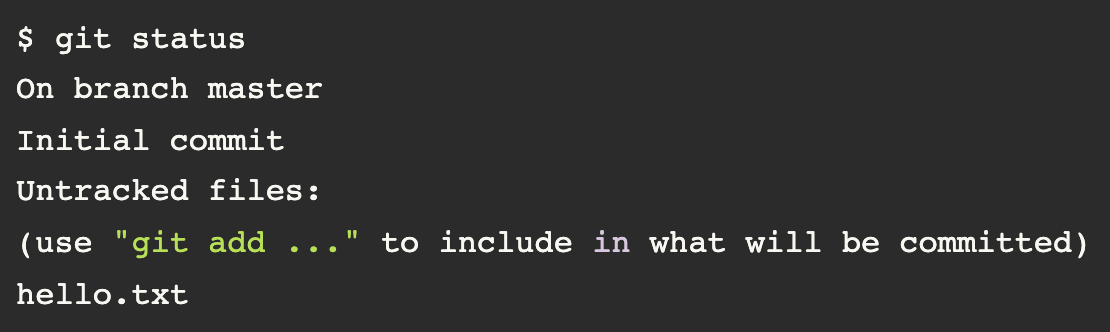 $ git status
On branch master
Initial commit
Untracked files:
(use "git add ..." to include in what will be committed)
hello.txt